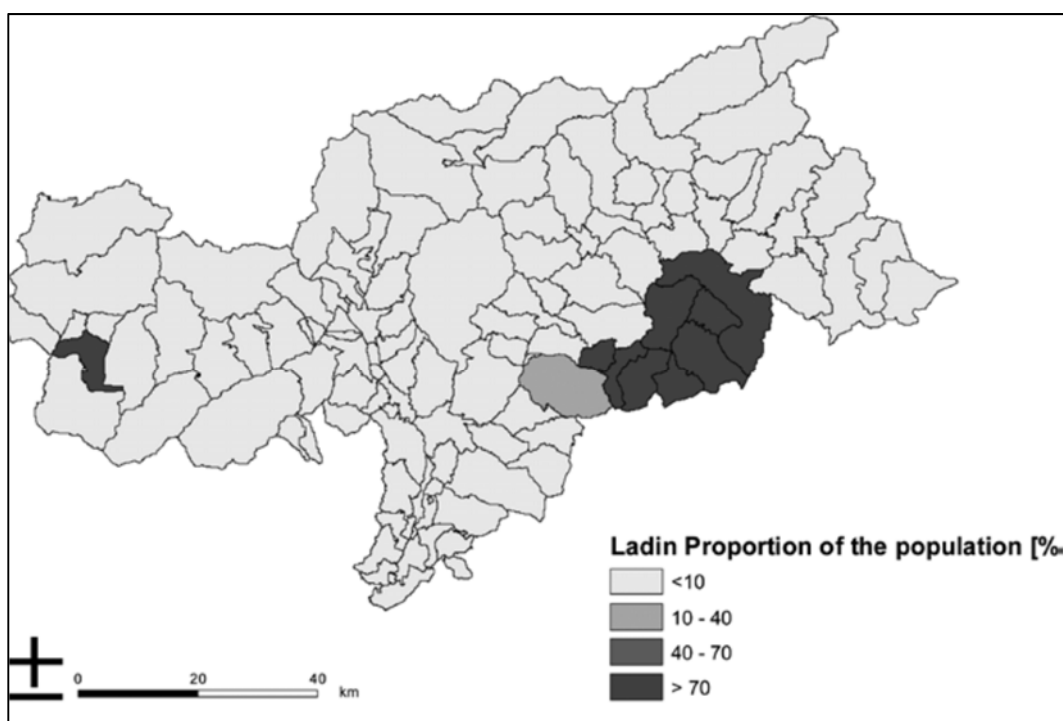 Ladin Proportion of the population [‰
<10
10 - 40
40 - 70
> 70
0 20 40
km